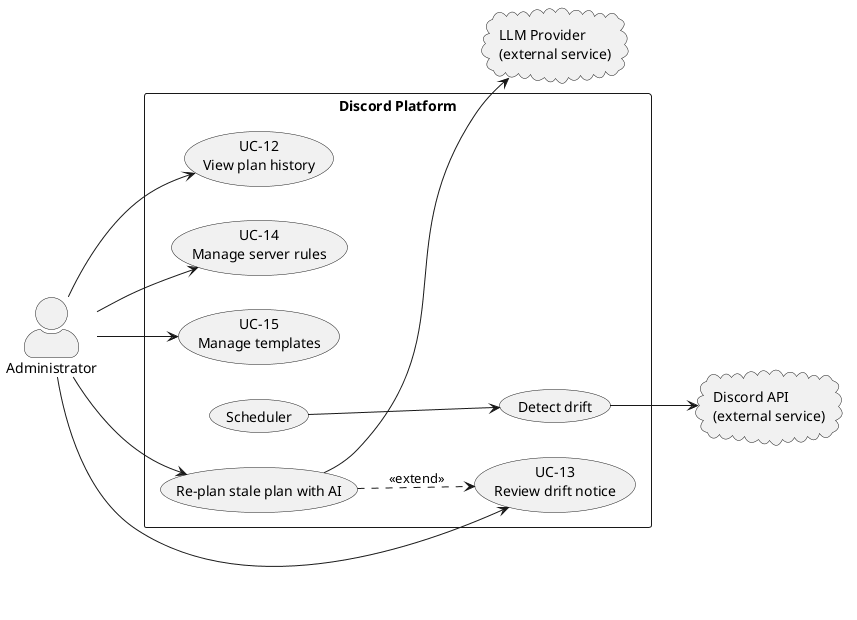 LLM Provider
(external service)
Discord Platform
UC-12
View plan history
UC-14
Manage server rules
UC-15
Manage templates
Administrator
Scheduler
Detect drift
Discord API
(external service)
Re-plan stale plan with AI
«extend»
UC-13
Review drift notice